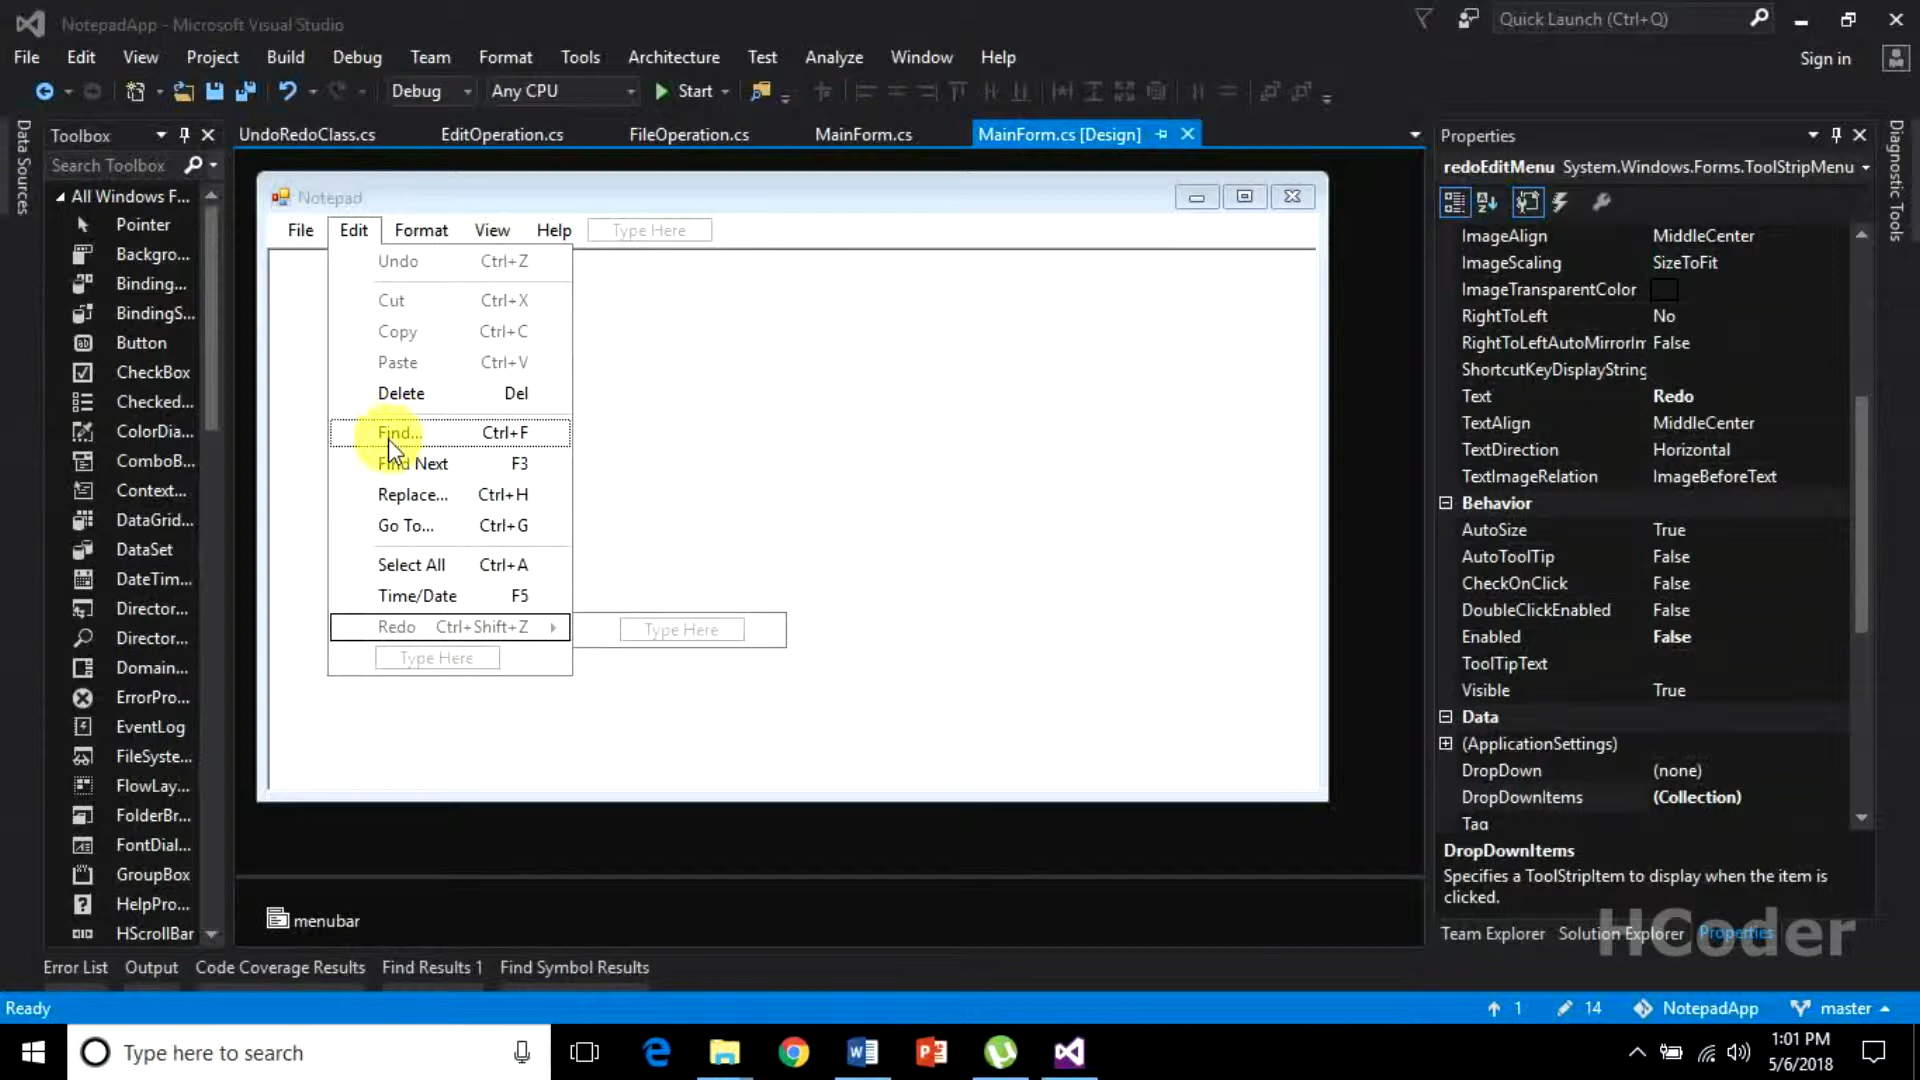 NotepadApp - Microsoft Visual Studio
Quick Launch (Ctrl+Q)
File Edit View Project Build Debug Team Format Tools Architecture Test Analyze Window Help
Sign in
Debug Any CPU Start
Data Sources
Toolbox
Search Toolbox
All Windows F...
Pointer
Backgro...
Binding...
BindingS...
Button
CheckBox
Checked...
ColorDia...
ComboB...
Context...
DataGrid...
DataSet
DateTim...
Director...
Director...
Domain...
ErrorPro...
EventLog
FileSyste...
FlowLay...
FolderBr...
FontDial...
GroupBox
HelpPro...
HScrollBar
UndoRedoClass.cs EditOperation.cs FileOperation.cs MainForm.cs MainForm.cs [Design]
Notepad
File Edit Format View Help Type Here
Undo Ctrl+Z
Cut Ctrl+X
Copy Ctrl+C
Paste Ctrl+V
Delete Del
Find... Ctrl+F
Find Next F3
Replace... Ctrl+H
Go To... Ctrl+G
Select All Ctrl+A
Time/Date F5
Redo Ctrl+Shift+Z Type Here
Type Here
menubar
Properties
redoEditMenu System.Windows.Forms.ToolStripMenu
ImageAlign MiddleCenter
ImageScaling SizeToFit
ImageTransparentColor
RightToLeft No
RightToLeftAutoMirrorIm False
ShortcutKeyDisplayString
Text Redo
TextAlign MiddleCenter
TextDirection Horizontal
TextImageRelation ImageBeforeText
Behavior
AutoSize True
AutoToolTip False
CheckOnClick False
DoubleClickEnabled False
Enabled False
ToolTipText
Visible True
Data
(ApplicationSettings)
DropDown (none)
DropDownItems (Collection)
Tag
DropDownItems
Specifies a ToolStripItem to display when the item is
clicked.
HCoder
Team Explorer Solution Explorer Properties
Diagnostic Tools
Error List Output Code Coverage Results Find Results 1 Find Symbol Results
Ready
1 14 NotepadApp master
Type here to search
1:01 PM
5/6/2018